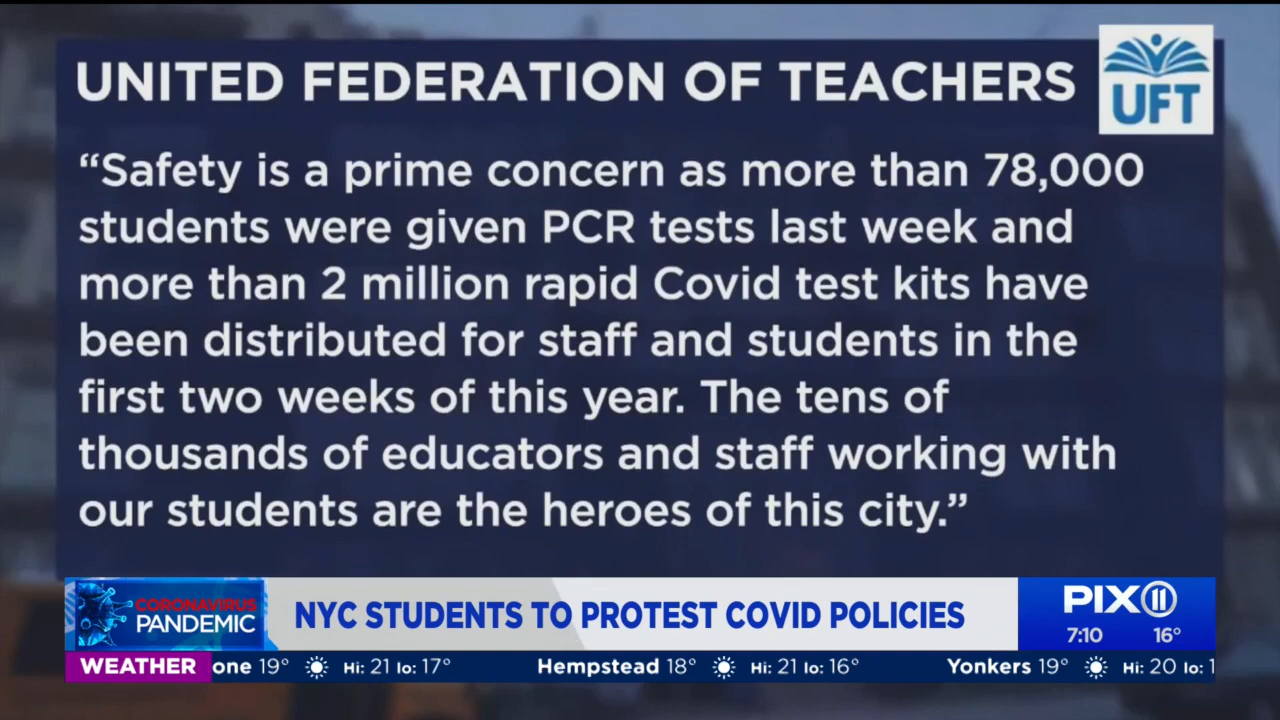 UNITED FEDERATION OF TEACHERS
UFT
“Safety is a prime concern as more than 78,000
students were given PCR tests last week and
more than 2 million rapid Covid test kits have
been distributed for staff and students in the
first two weeks of this year. The tens of
thousands of educators and staff working with
our students are the heroes of this city.”
CORONAVIRUS
PANDEMIC
NYC STUDENTS TO PROTEST COVID POLICIES
PIX11
7:10 16°
WEATHER one 19° Hi: 21 lo: 17° Hempstead 18° Hi: 21 lo: 16° Yonkers 19° Hi: 20 lo: 1